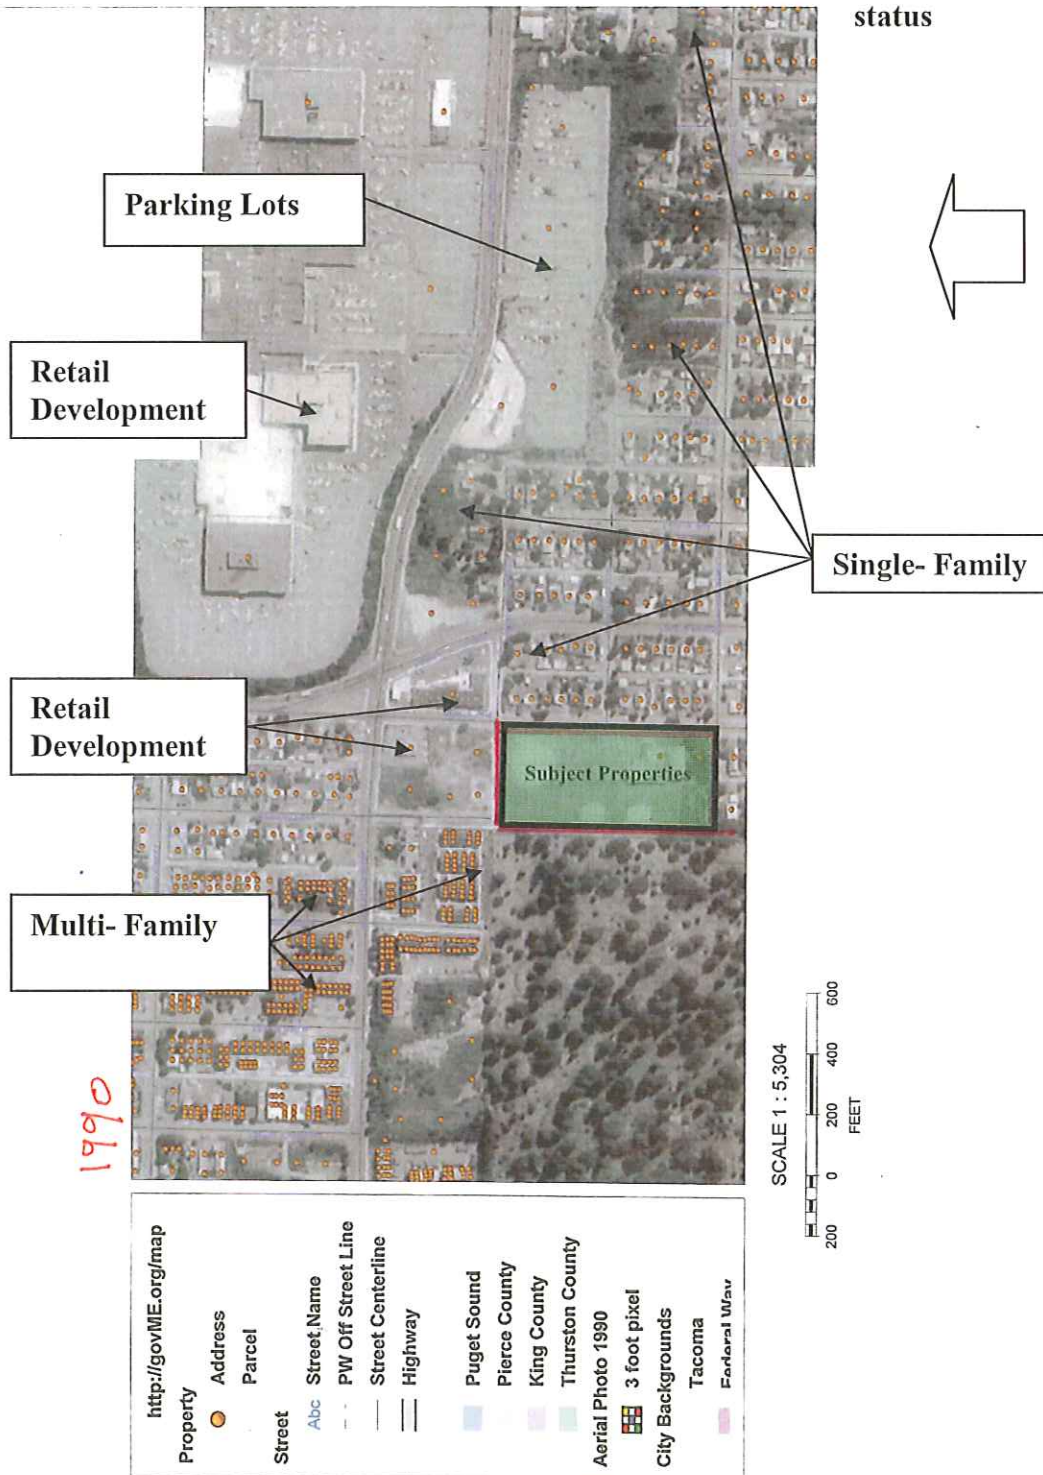 status
Parking Lots
Retail
Development
Single- Family
Retail
Development
Subject Properties
Multi- Family
1990
SCALE 1 : 5,304
200 0 200 400 600
FEET
http://govME.org/map
Property
Address
Parcel
Street
Abc Street Name
PW Off Street Line
Street Centerline
Highway
Puget Sound
Pierce County
King County
Thurston County
Aerial Photo 1990
3 foot pixel
City Backgrounds
Tacoma
Federal Way